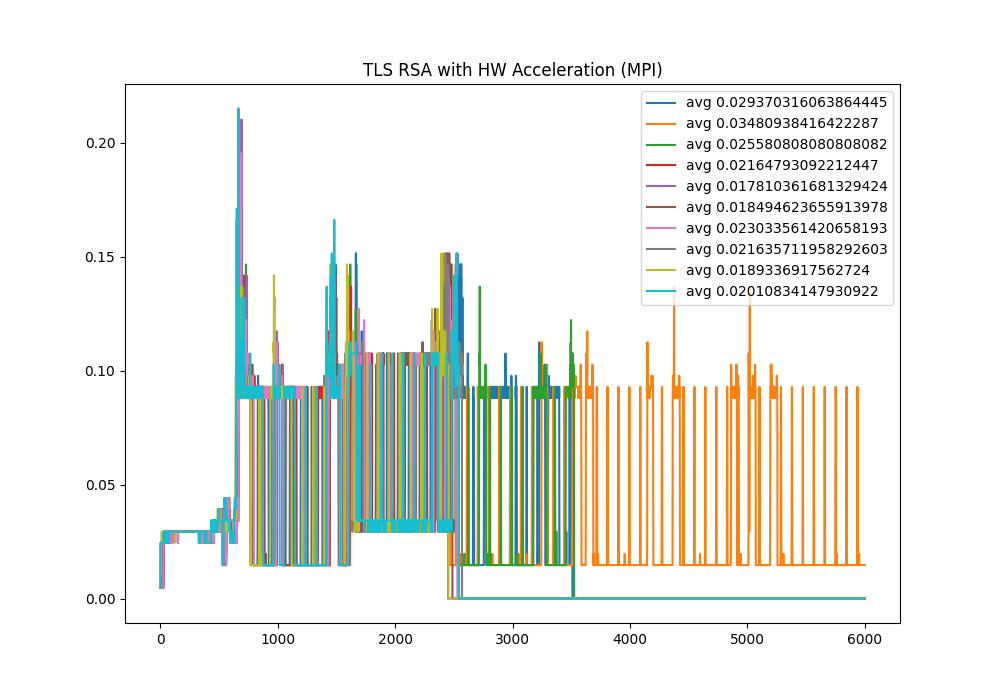 TLS RSA with HW Acceleration (MPI)
avg 0.029370316063864445
avg 0.03480938416422287
avg 0.025580808080808082
avg 0.02164793092212447
avg 0.017810361681329424
avg 0.018494623655913978
avg 0.023033561420658193
avg 0.021635711958292603
avg 0.0189336917562724
avg 0.02010834147930922
0.20
0.15
0.10
0.05
0.00
0 1000 2000 3000 4000 5000 6000